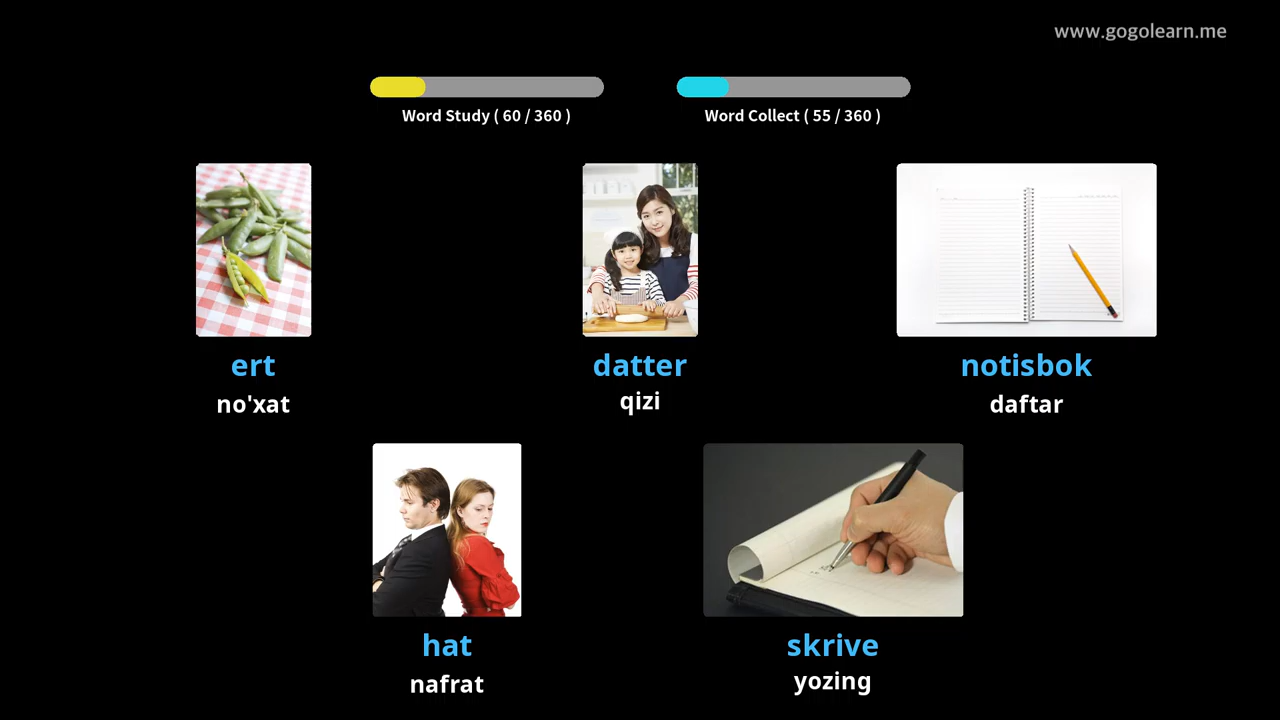 www.gogolearn.me
Word Study ( 60 / 360 )
Word Collect ( 55 / 360 )
ert
no'xat
datter
qizi
notisbok
daftar
hat
nafrat
skrive
yozing